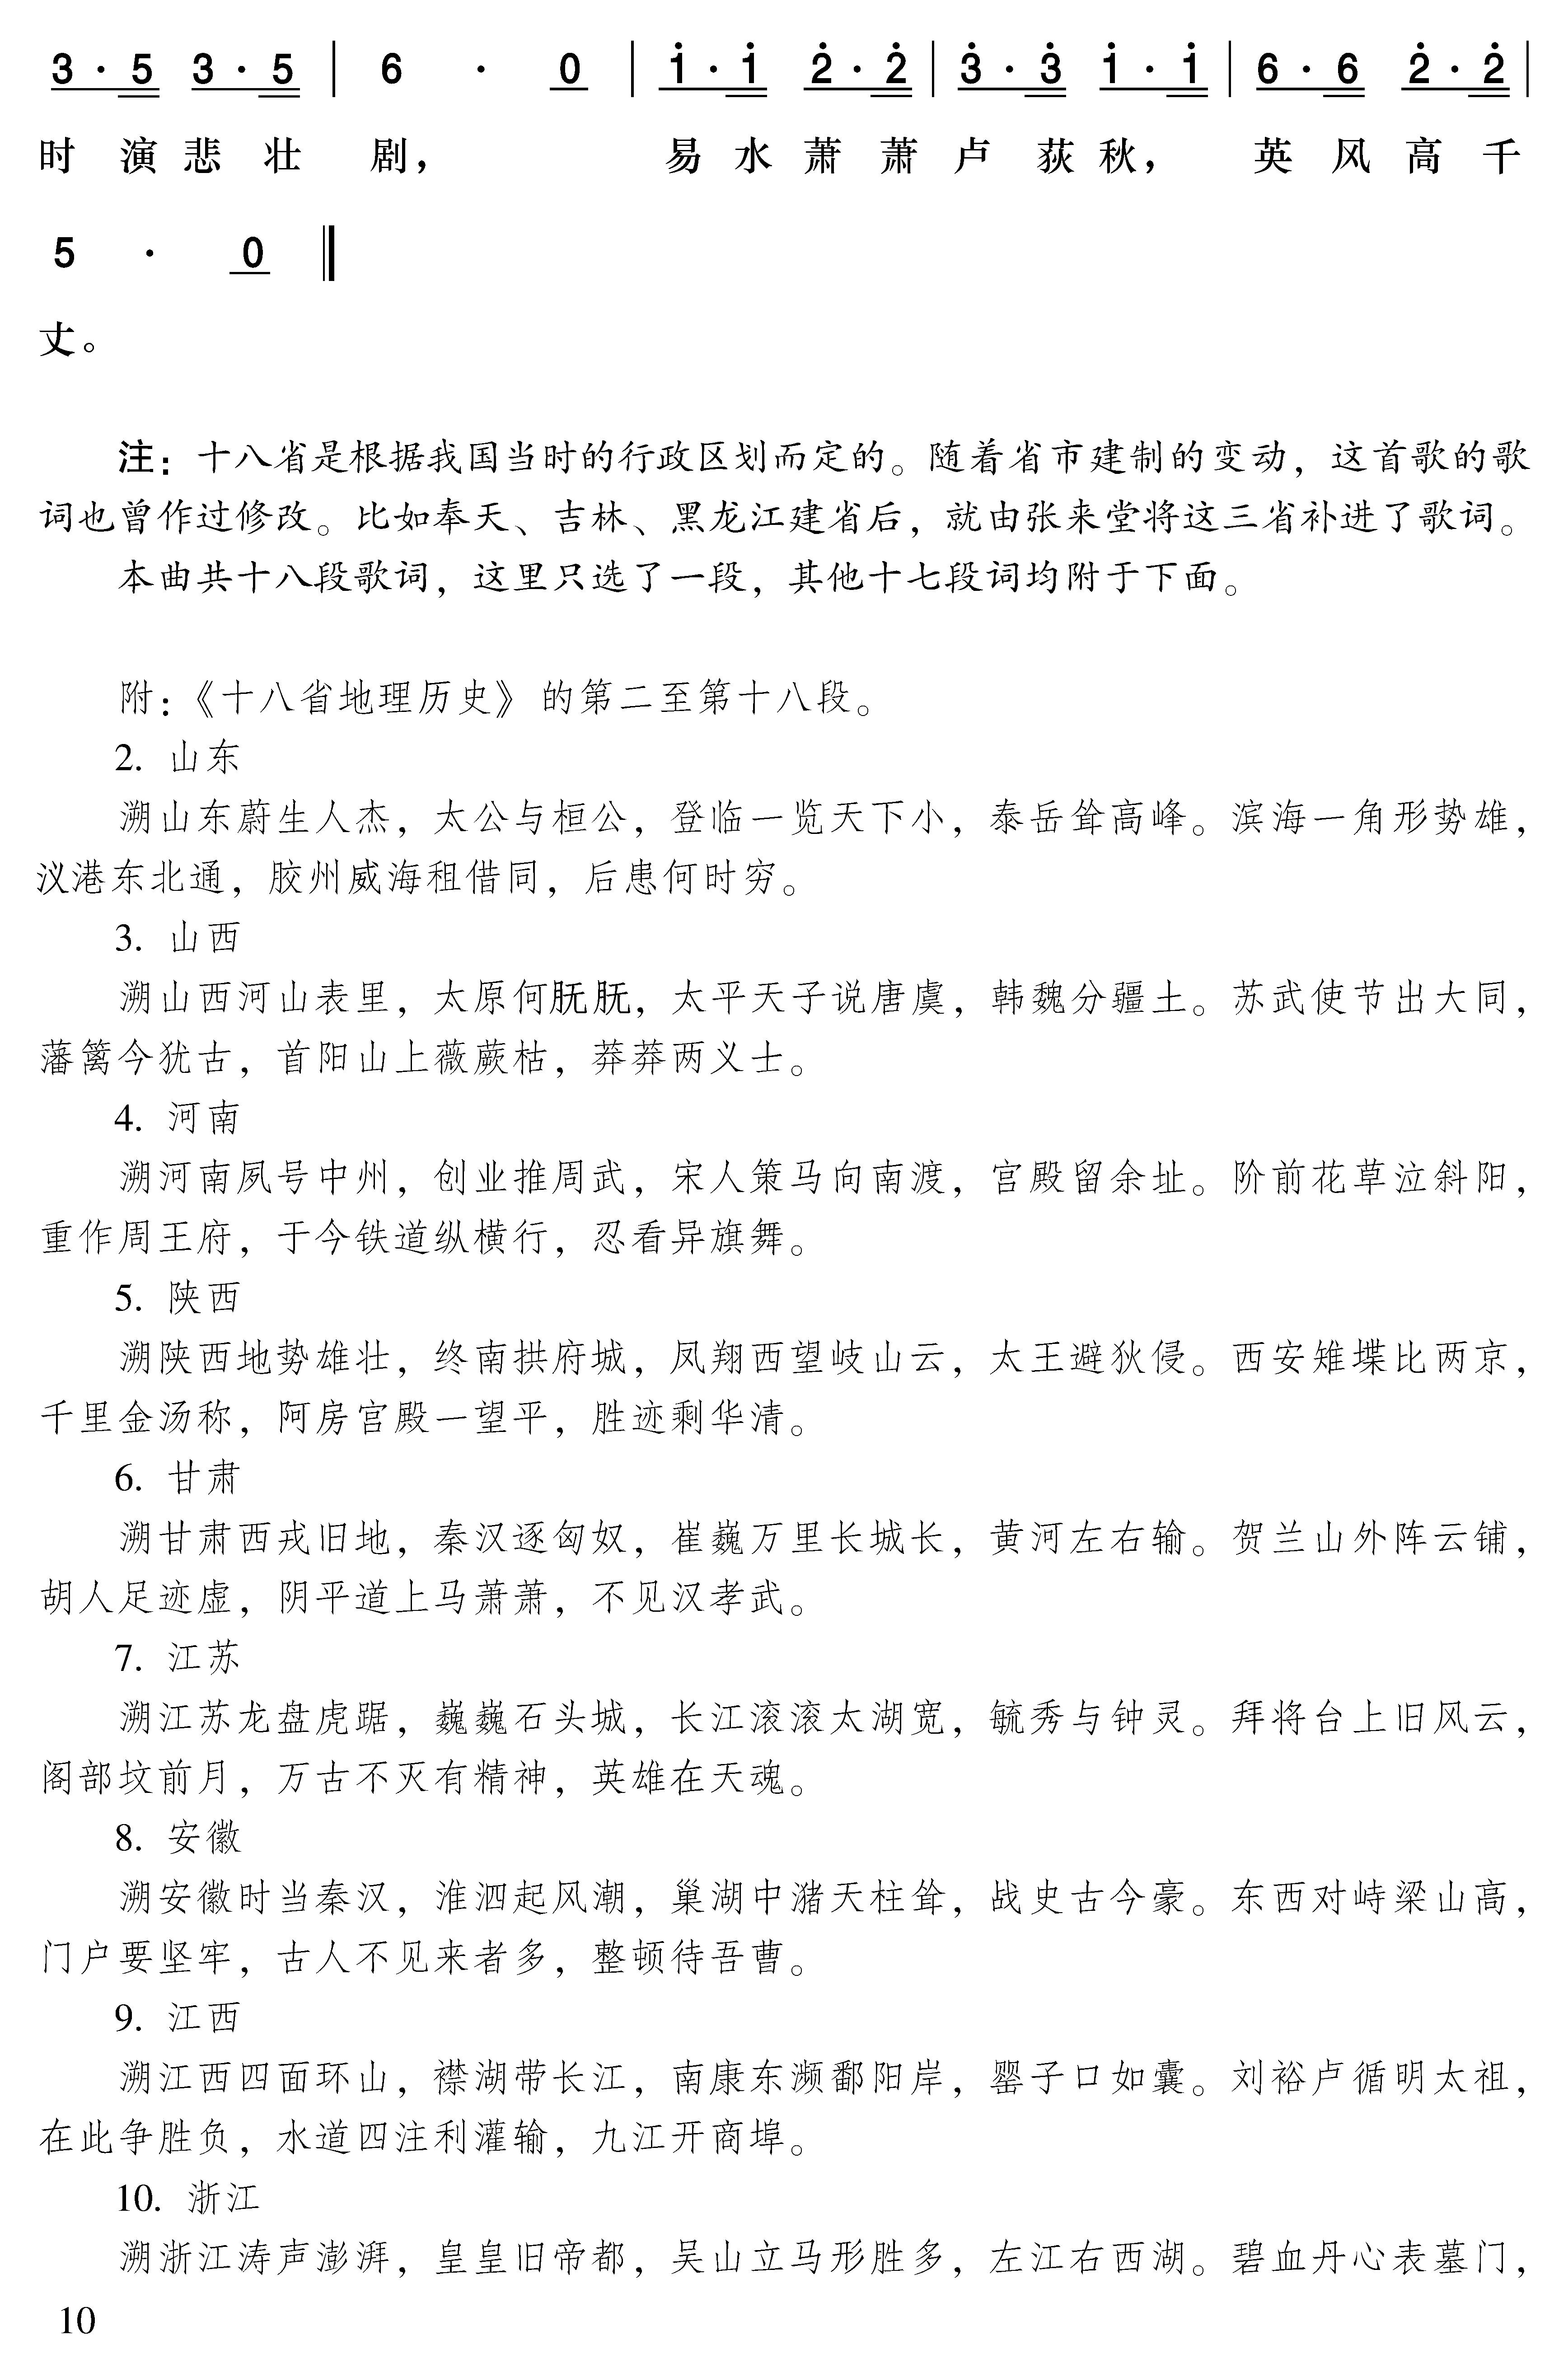 3·5 3·5 | 6 · 0 | i·i 2̇·2̇ | 3̇·3̇ i·i | 6·6 2̇·2̇ |
时演悲壮剧， 易水萧萧卢荻秋， 英风高千
5 · 0 ‖
丈。
注：十八省是根据我国当时的行政区划而定的。随着省市建制的变动，这首歌的歌
词也曾作过修改。比如奉天、吉林、黑龙江建省后，就由张来堂将这三省补进了歌词。
本曲共十八段歌词，这里只选了一段，其他十七段词均附于下面。
附：《十八省地理历史》的第二至第十八段。
2. 山东
溯山东蔚生人杰，太公与桓公，登临一览天下小，泰岳耸高峰。滨海一角形势雄，
议港东北通，胶州威海租借同，后患何时穷。
3. 山西
溯山西河山表里，太原何朊朊，太平天子说唐虞，韩魏分疆土。苏武使节出大同，
藩篱今犹古，首阳山上薇蕨枯，莽莽两义士。
4. 河南
溯河南夙号中州，创业推周武，宋人策马向南渡，宫殿留余址。阶前花草泣斜阳，
重作周王府，于今铁道纵横行，忍看异旗舞。
5. 陕西
溯陕西地势雄壮，终南拱府城，凤翔西望岐山云，太王避狄侵。西安雉堞比两京，
千里金汤称，阿房宫殿一望平，胜迹剩华清。
6. 甘肃
溯甘肃西戎旧地，秦汉逐匈奴，崔巍万里长城长，黄河左右输。贺兰山外阵云铺，
胡人足迹虚，阴平道上马萧萧，不见汉孝武。
7. 江苏
溯江苏龙盘虎踞，巍巍石头城，长江滚滚太湖宽，毓秀与钟灵。拜将台上旧风云，
阁部坟前月，万古不灭有精神，英雄在天魂。
8. 安徽
溯安徽时当秦汉，淮泗起风潮，巢湖中潴天柱耸，战史古今豪。东西对峙梁山高，
门户要坚牢，古人不见来者多，整顿待吾曹。
9. 江西
溯江西四面环山，襟湖带长江，南康东濒鄱阳岸，罂子口如囊。刘裕卢循明太祖，
在此争胜负，水道四注利灌输，九江开商埠。
10. 浙江
溯浙江涛声澎湃，皇皇旧帝都，吴山立马形胜多，左江右西湖。碧血丹心表墓门，
10